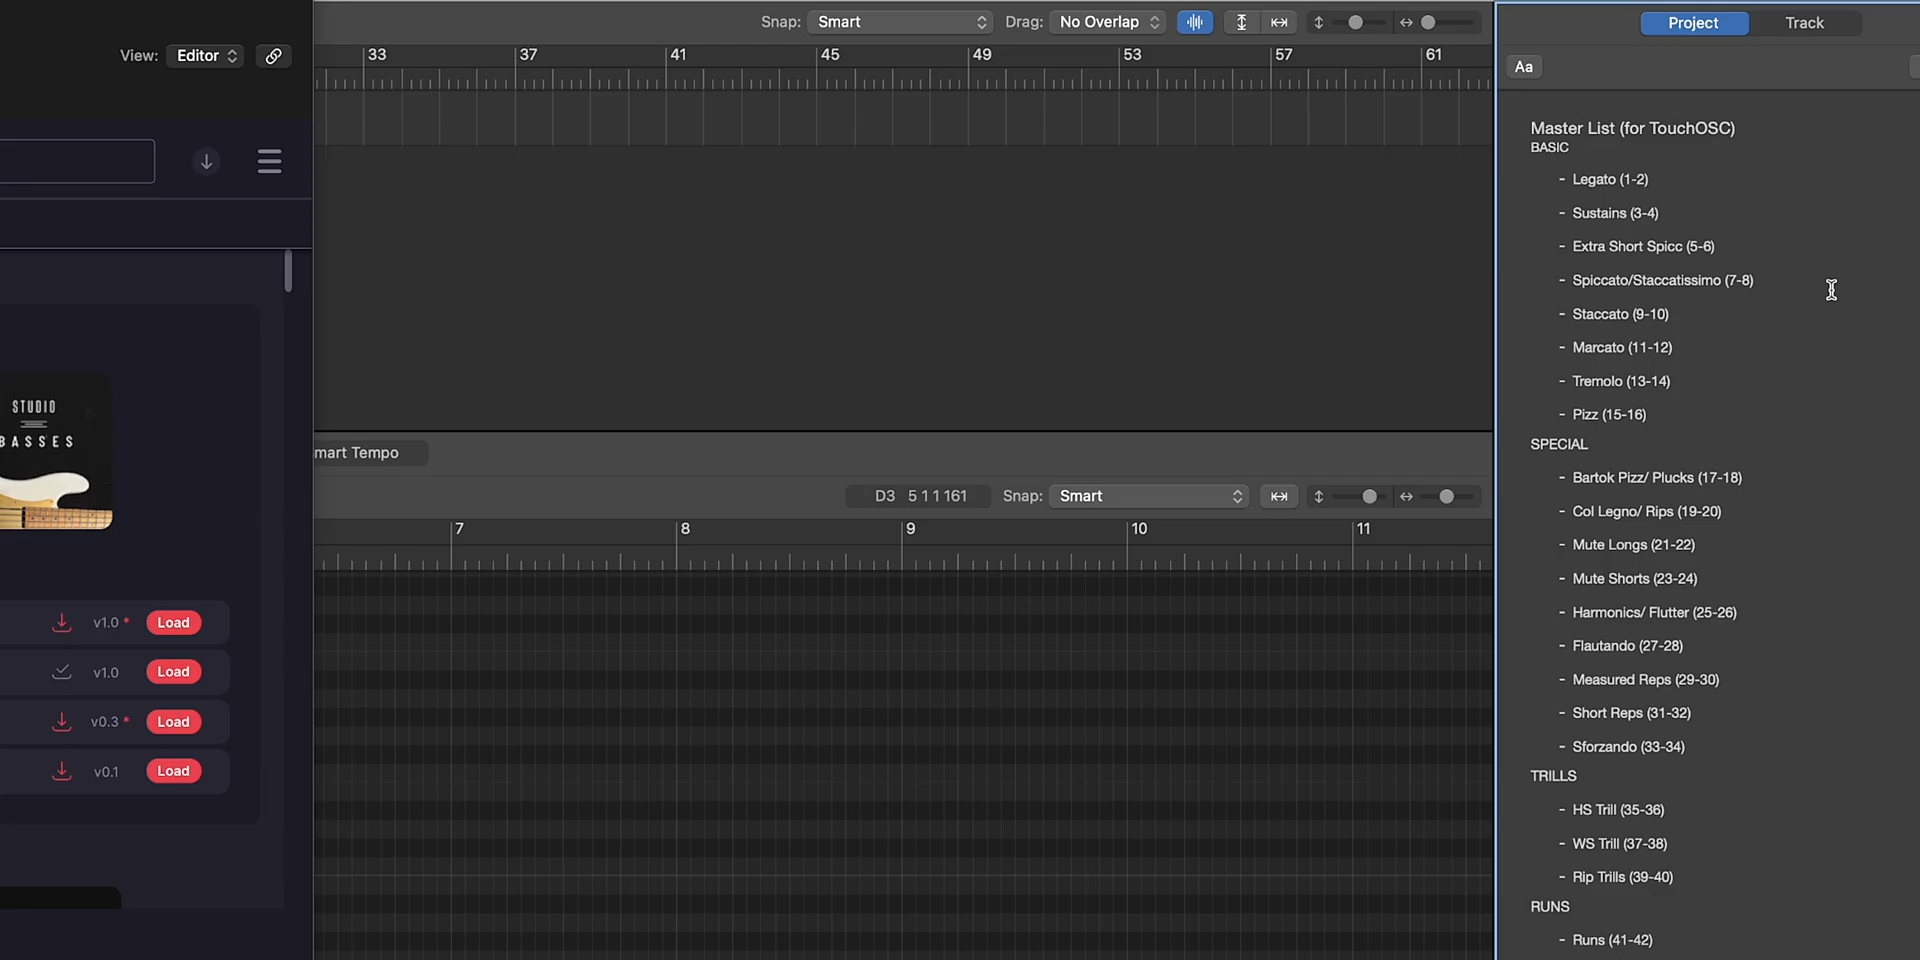 View: Editor
STUDIO
BASSES
v1.0 * Load
v1.0 Load
v0.3 * Load
v0.1 Load
Snap: Smart Drag: No Overlap
33 37 41 45 49 53 57 61
mart Tempo
D3 5 1 1 161 Snap: Smart
7 8 9 10 11
Project Track
Aa
Master List (for TouchOSC)
BASIC
- Legato (1-2)
- Sustains (3-4)
- Extra Short Spicc (5-6)
- Spiccato/Staccatissimo (7-8)
- Staccato (9-10)
- Marcato (11-12)
- Tremolo (13-14)
- Pizz (15-16)
SPECIAL
- Bartok Pizz/ Plucks (17-18)
- Col Legno/ Rips (19-20)
- Mute Longs (21-22)
- Mute Shorts (23-24)
- Harmonics/ Flutter (25-26)
- Flautando (27-28)
- Measured Reps (29-30)
- Short Reps (31-32)
- Sforzando (33-34)
TRILLS
- HS Trill (35-36)
- WS Trill (37-38)
- Rip Trills (39-40)
RUNS
- Runs (41-42)